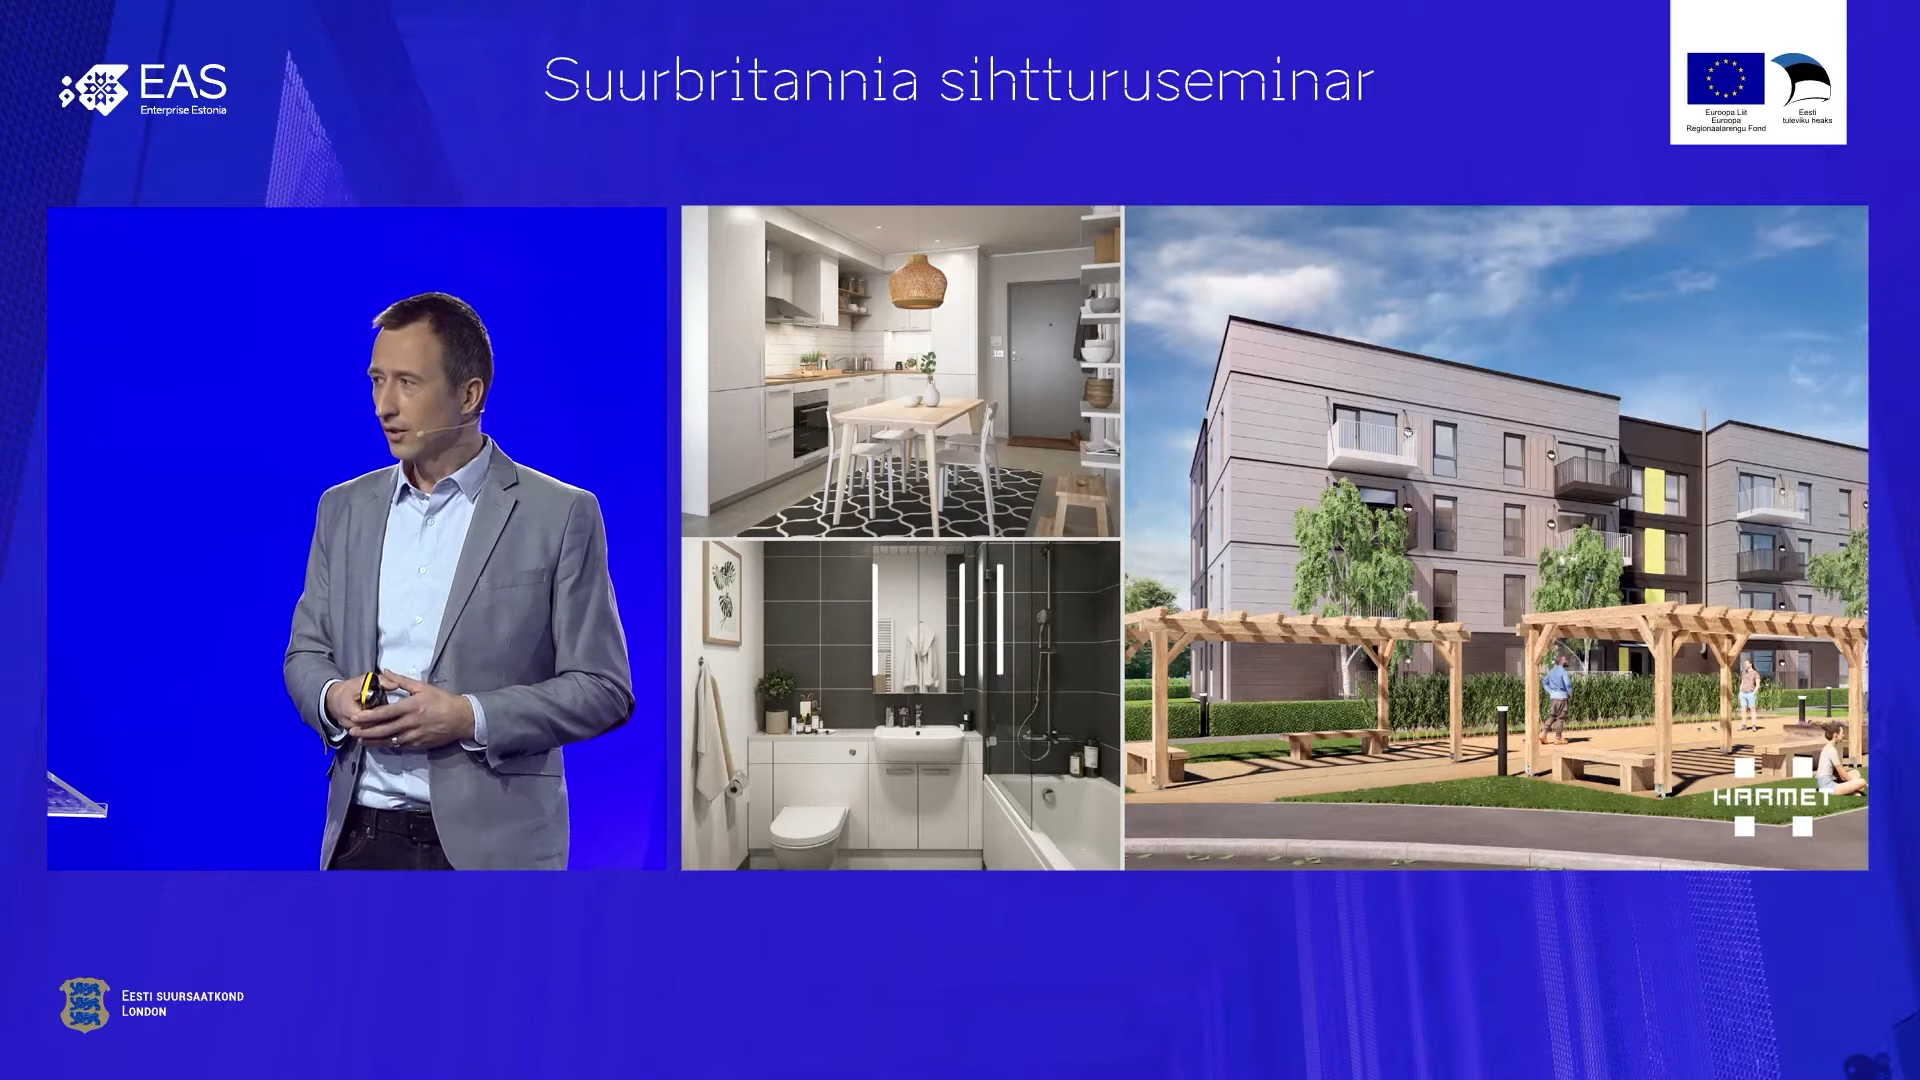 EAS
Enterprise Estonia
Suurbritannia sihtturuseminar
Euroopa Liit
Euroopa
Regionaalarengu Fond
Eesti
tuleviku heaks
HARMET
EESTI SUURSAATKOND
LONDON